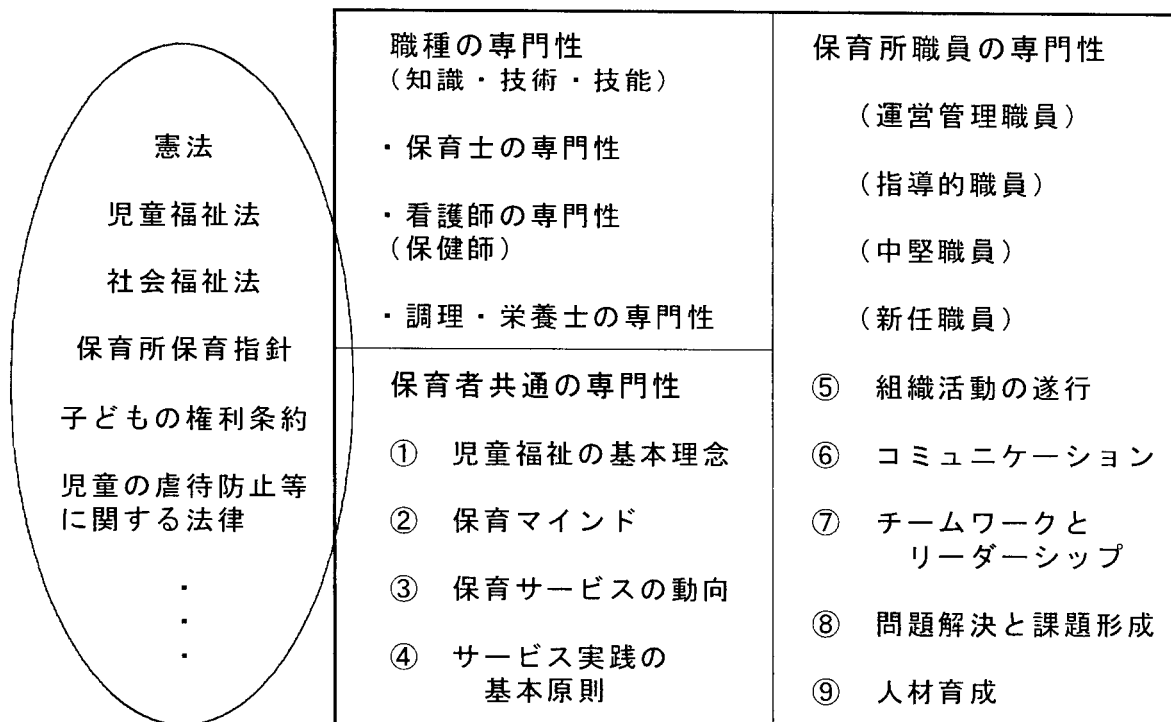 憲法
児童福祉法
社会福祉法
保育所保育指針
子どもの権利条約
児童の虐待防止等
に関する法律
・
・
・
職種の専門性
（知識・技術・技能）
・保育士の専門性
・看護師の専門性
（保健師）
・調理・栄養士の専門性
保育者共通の専門性
① 児童福祉の基本理念
② 保育マインド
③ 保育サービスの動向
④ サービス実践の
基本原則
保育所職員の専門性
（運営管理職員）
（指導的職員）
（中堅職員）
（新任職員）
⑤ 組織活動の遂行
⑥ コミュニケーション
⑦ チームワークと
リーダーシップ
⑧ 問題解決と課題形成
⑨ 人材育成